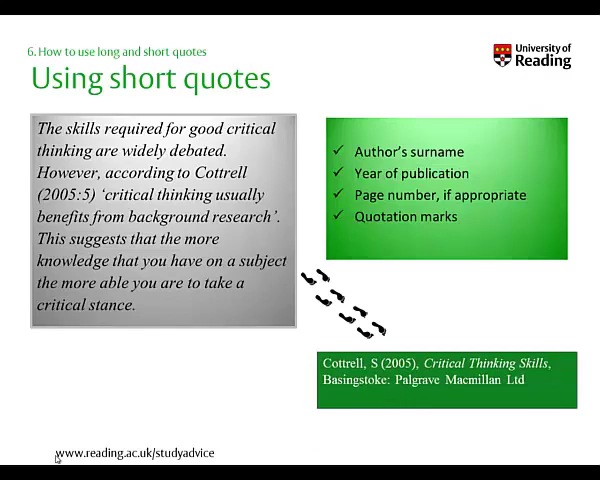 6. How to use long and short quotes
Using short quotes
University of
Reading
The skills required for good critical
thinking are widely debated.
However, according to Cottrell
(2005:5) ‘critical thinking usually
benefits from background research’.
This suggests that the more
knowledge that you have on a subject
the more able you are to take a
critical stance.
Author’s surname
Year of publication
Page number, if appropriate
Quotation marks
Cottrell, S (2005), Critical Thinking Skills,
Basingstoke: Palgrave Macmillan Ltd
www.reading.ac.uk/studyadvice